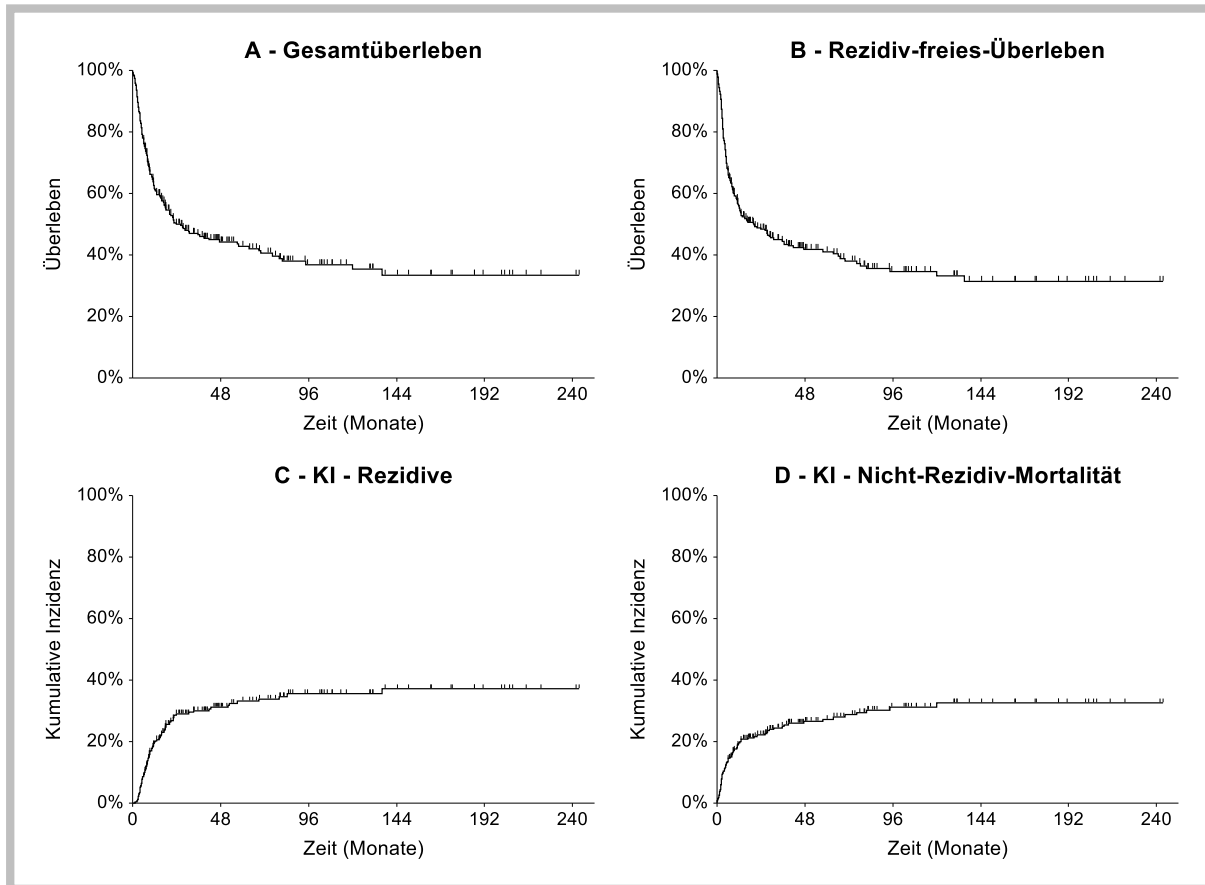 A - Gesamtüberleben
100%
80%
60%
40%
20%
0%
Überleben
48 96 144 192 240
Zeit (Monate)
B - Rezidiv-freies-Überleben
100%
80%
60%
40%
20%
0%
Überleben
48 96 144 192 240
Zeit (Monate)
C - KI - Rezidive
100%
80%
60%
40%
20%
0%
Kumulative Inzidenz
0 48 96 144 192 240
Zeit (Monate)
D - KI - Nicht-Rezidiv-Mortalität
100%
80%
60%
40%
20%
0%
Kumulative Inzidenz
0 48 96 144 192 240
Zeit (Monate)